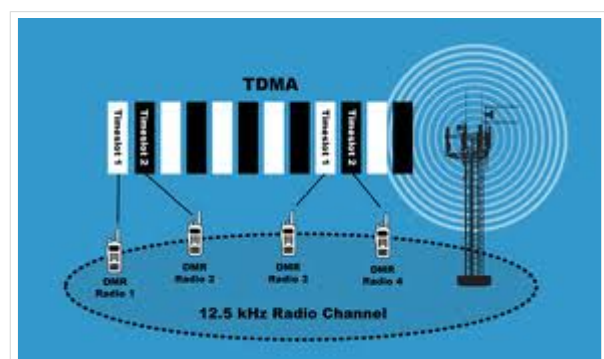 TDMA
Timeslot 1
Timeslot 2
Timeslot 1
Timeslot 2
DMR
Radio 1
DMR
Radio 2
DMR
Radio 3
DMR
Radio 4
12.5 kHz Radio Channel